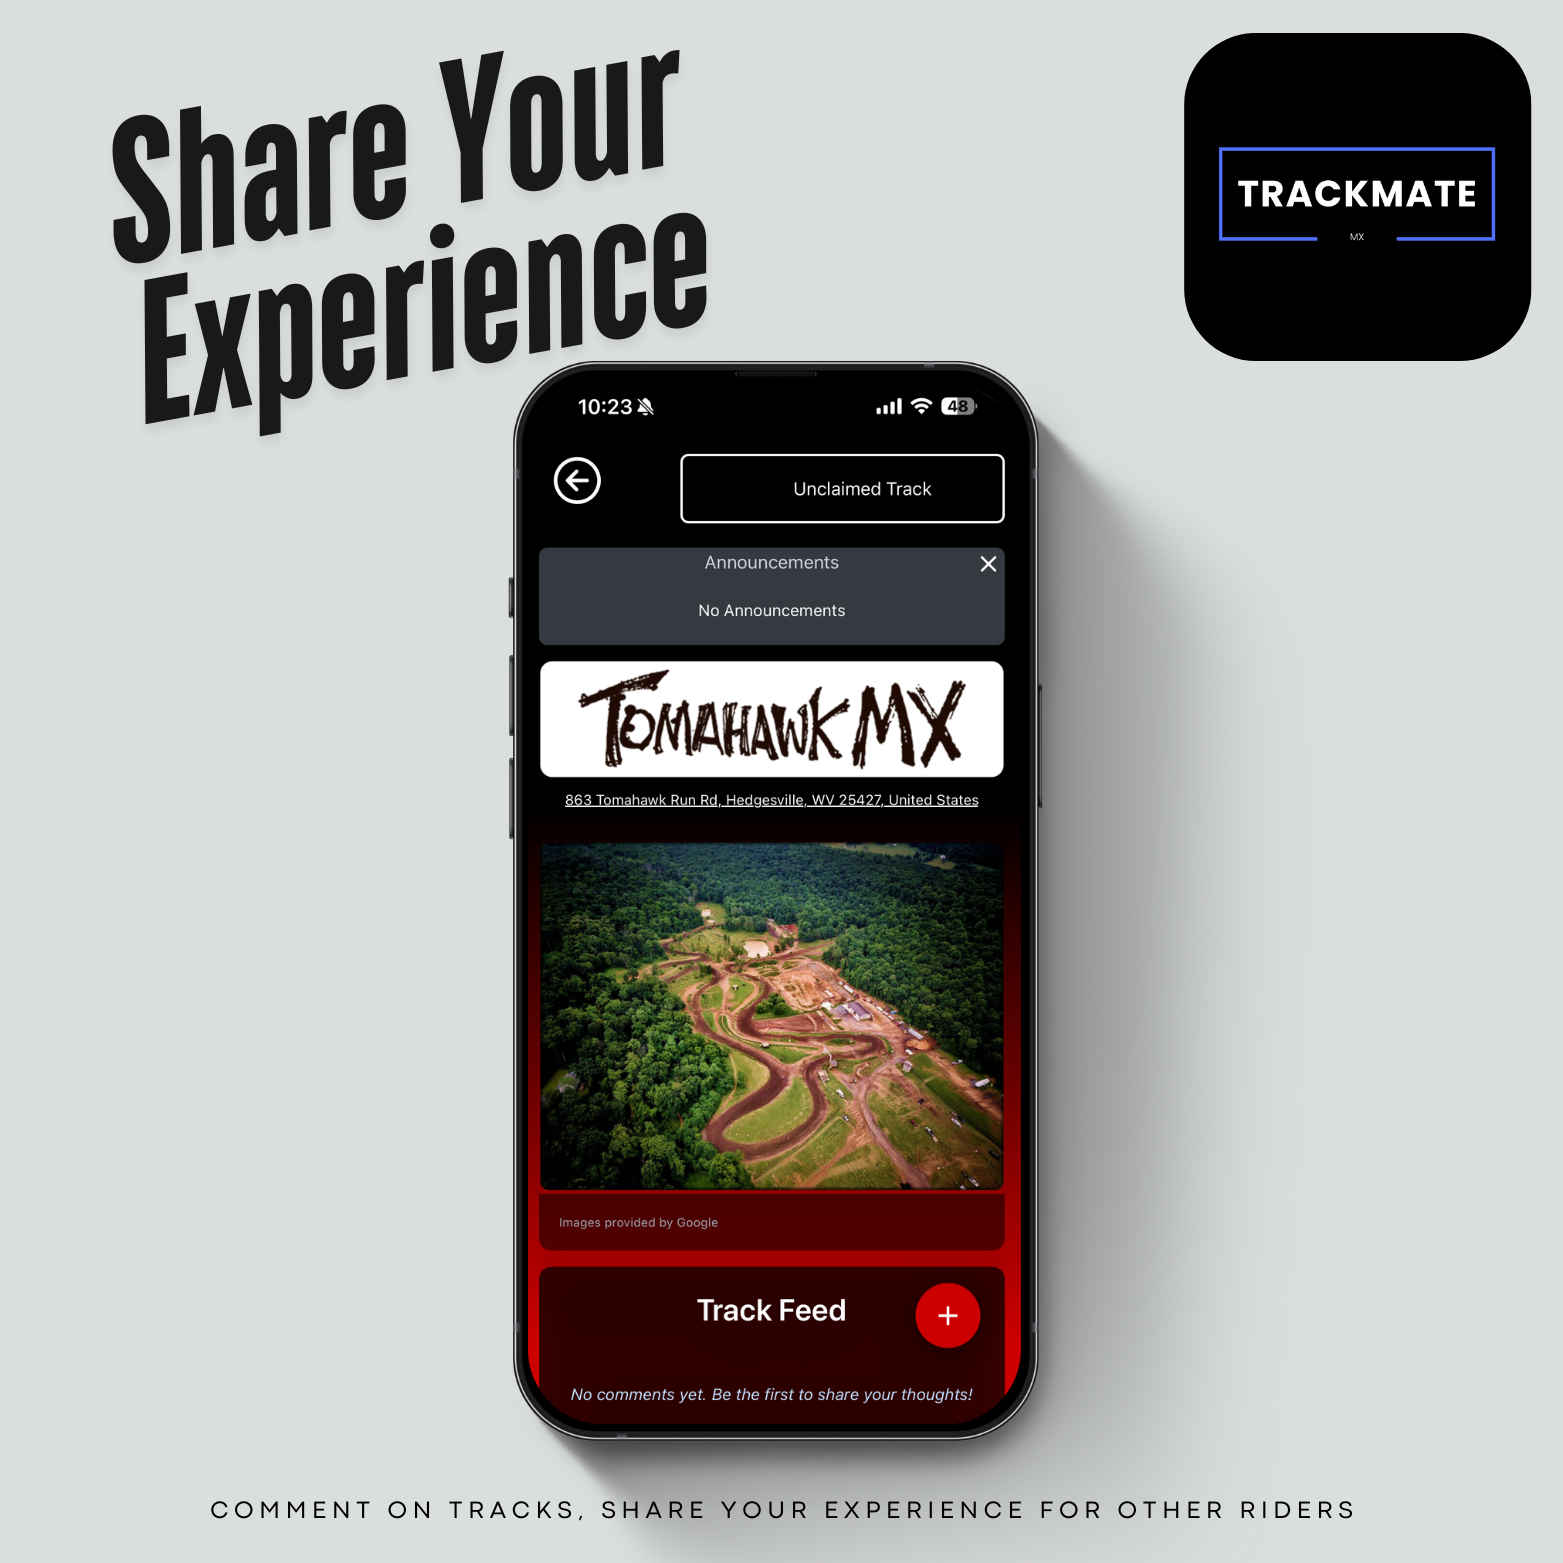 Share Your
Experience
TRACKMATE
MX
10:23
48
Unclaimed Track
Announcements
No Announcements
TOMAHAWK MX
863 Tomahawk Run Rd, Hedgesville, WV 25427, United States
Images provided by Google
Track Feed
+
No comments yet. Be the first to share your thoughts!
COMMENT ON TRACKS, SHARE YOUR EXPERIENCE FOR OTHER RIDERS